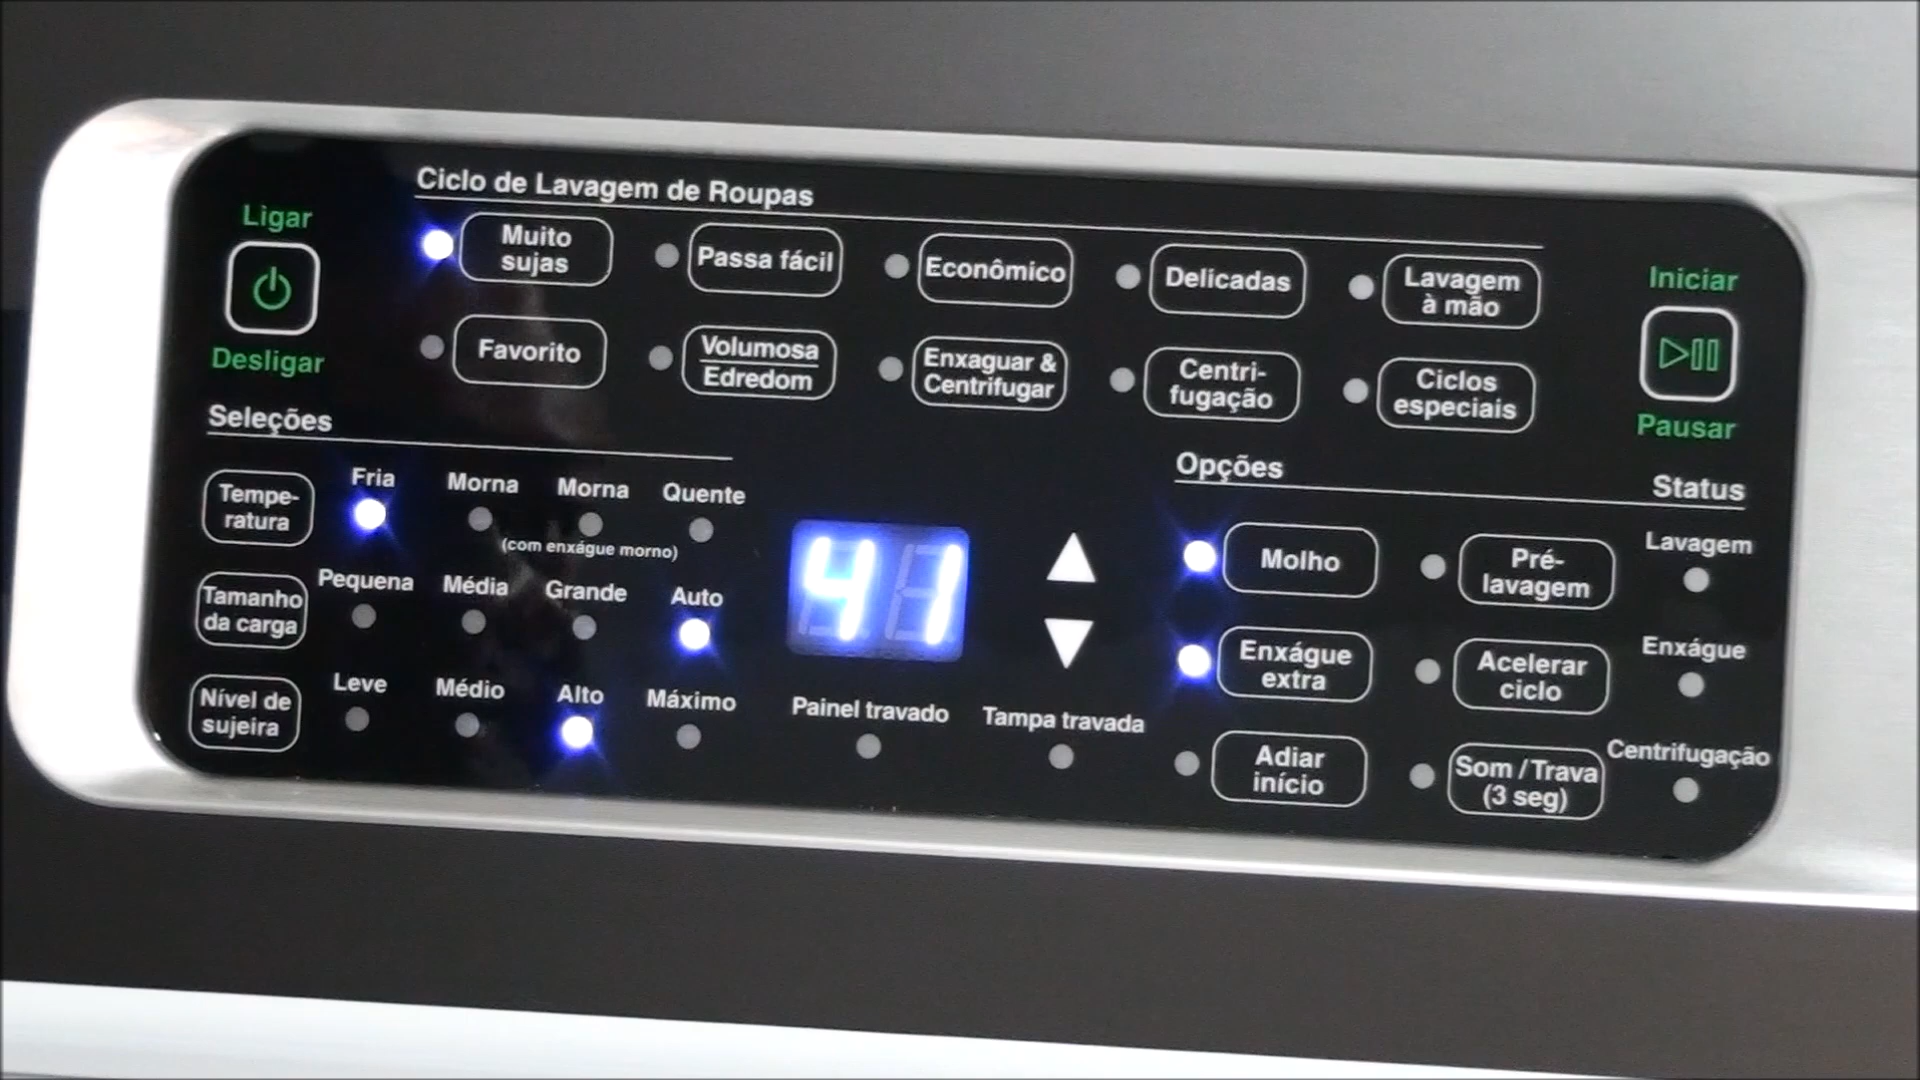 Ciclo de Lavagem de Roupas
Ligar
Desligar
Muito
sujas
Passa fácil
Econômico
Delicadas
Lavagem
à mão
Iniciar
Pausar
Favorito
Volumosa
Edredom
Enxaguar &
Centrifugar
Centri-
fugação
Ciclos
especiais
Seleções
Tempe-
ratura
Fria
Morna
Morna
Quente
(com enxágue morno)
Tamanho
da carga
Pequena
Média
Grande
Auto
Nível de
sujeira
Leve
Médio
Alto
Máximo
41
Painel travado
Tampa travada
Opções
Status
Molho
Pré-
lavagem
Lavagem
Enxágue
extra
Acelerar
ciclo
Enxágue
Adiar
início
Som / Trava
(3 seg)
Centrifugação